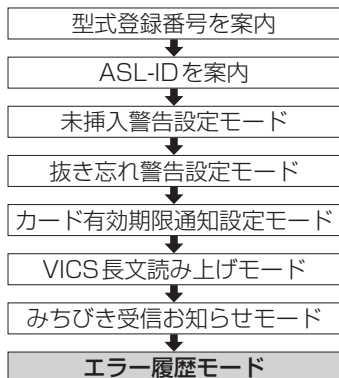 型式登録番号を案内
ASL-IDを案内
未挿入警告設定モード
抜き忘れ警告設定モード
カード有効期限通知設定モード
VICS長文読み上げモード
みちびき受信お知らせモード
エラー履歴モード